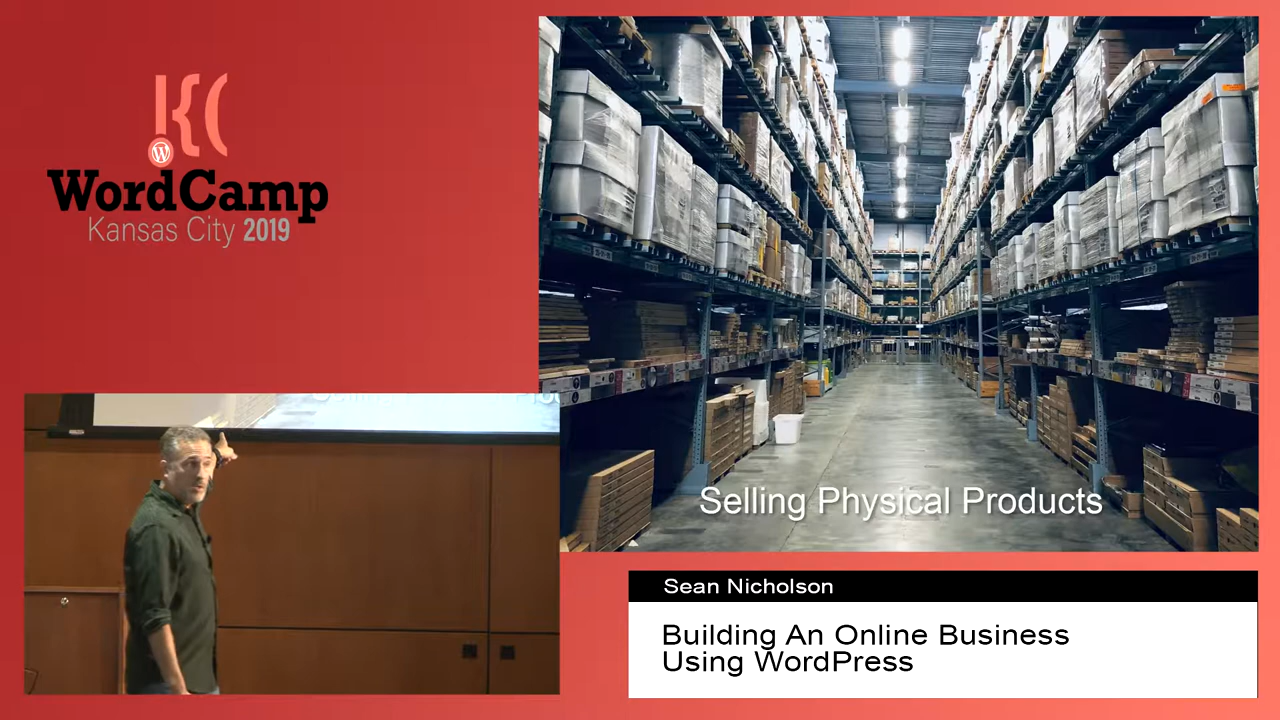 KC
WordCamp
Kansas City 2019
Selling Physical Products
Sean Nicholson
Building An Online Business
Using WordPress